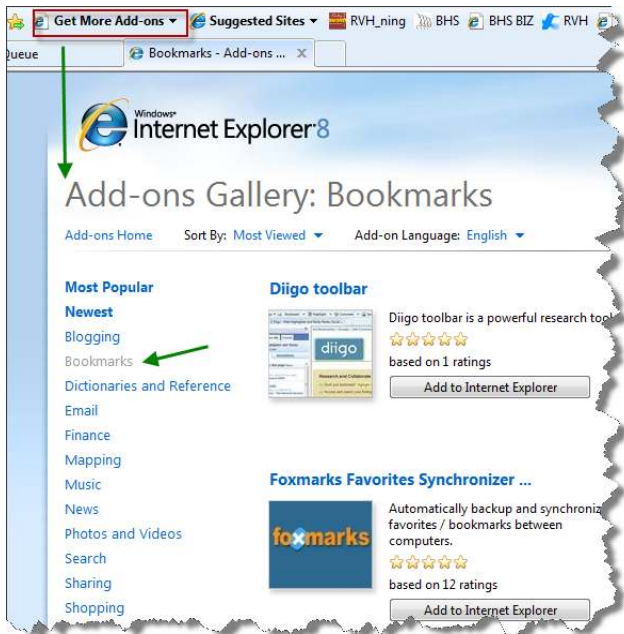 Get More Add-ons ▾ Suggested Sites ▾ RVH_ning BHS BHS BIZ RVH
Queue Bookmarks - Add-ons ... X
Windows®
Internet Explorer 8
Add-ons Gallery: Bookmarks
Add-ons Home Sort By: Most Viewed ▾ Add-on Language: English ▾
Most Popular
Newest
Blogging
Bookmarks
Dictionaries and Reference
Email
Finance
Mapping
Music
News
Photos and Videos
Search
Sharing
Shopping
Diigo toolbar
diigo
Diigo toolbar is a powerful research tool
based on 1 ratings
Add to Internet Explorer
Foxmarks Favorites Synchronizer ...
foxmarks
Automatically backup and synchroniz
favorites / bookmarks between
computers.
based on 12 ratings
Add to Internet Explorer